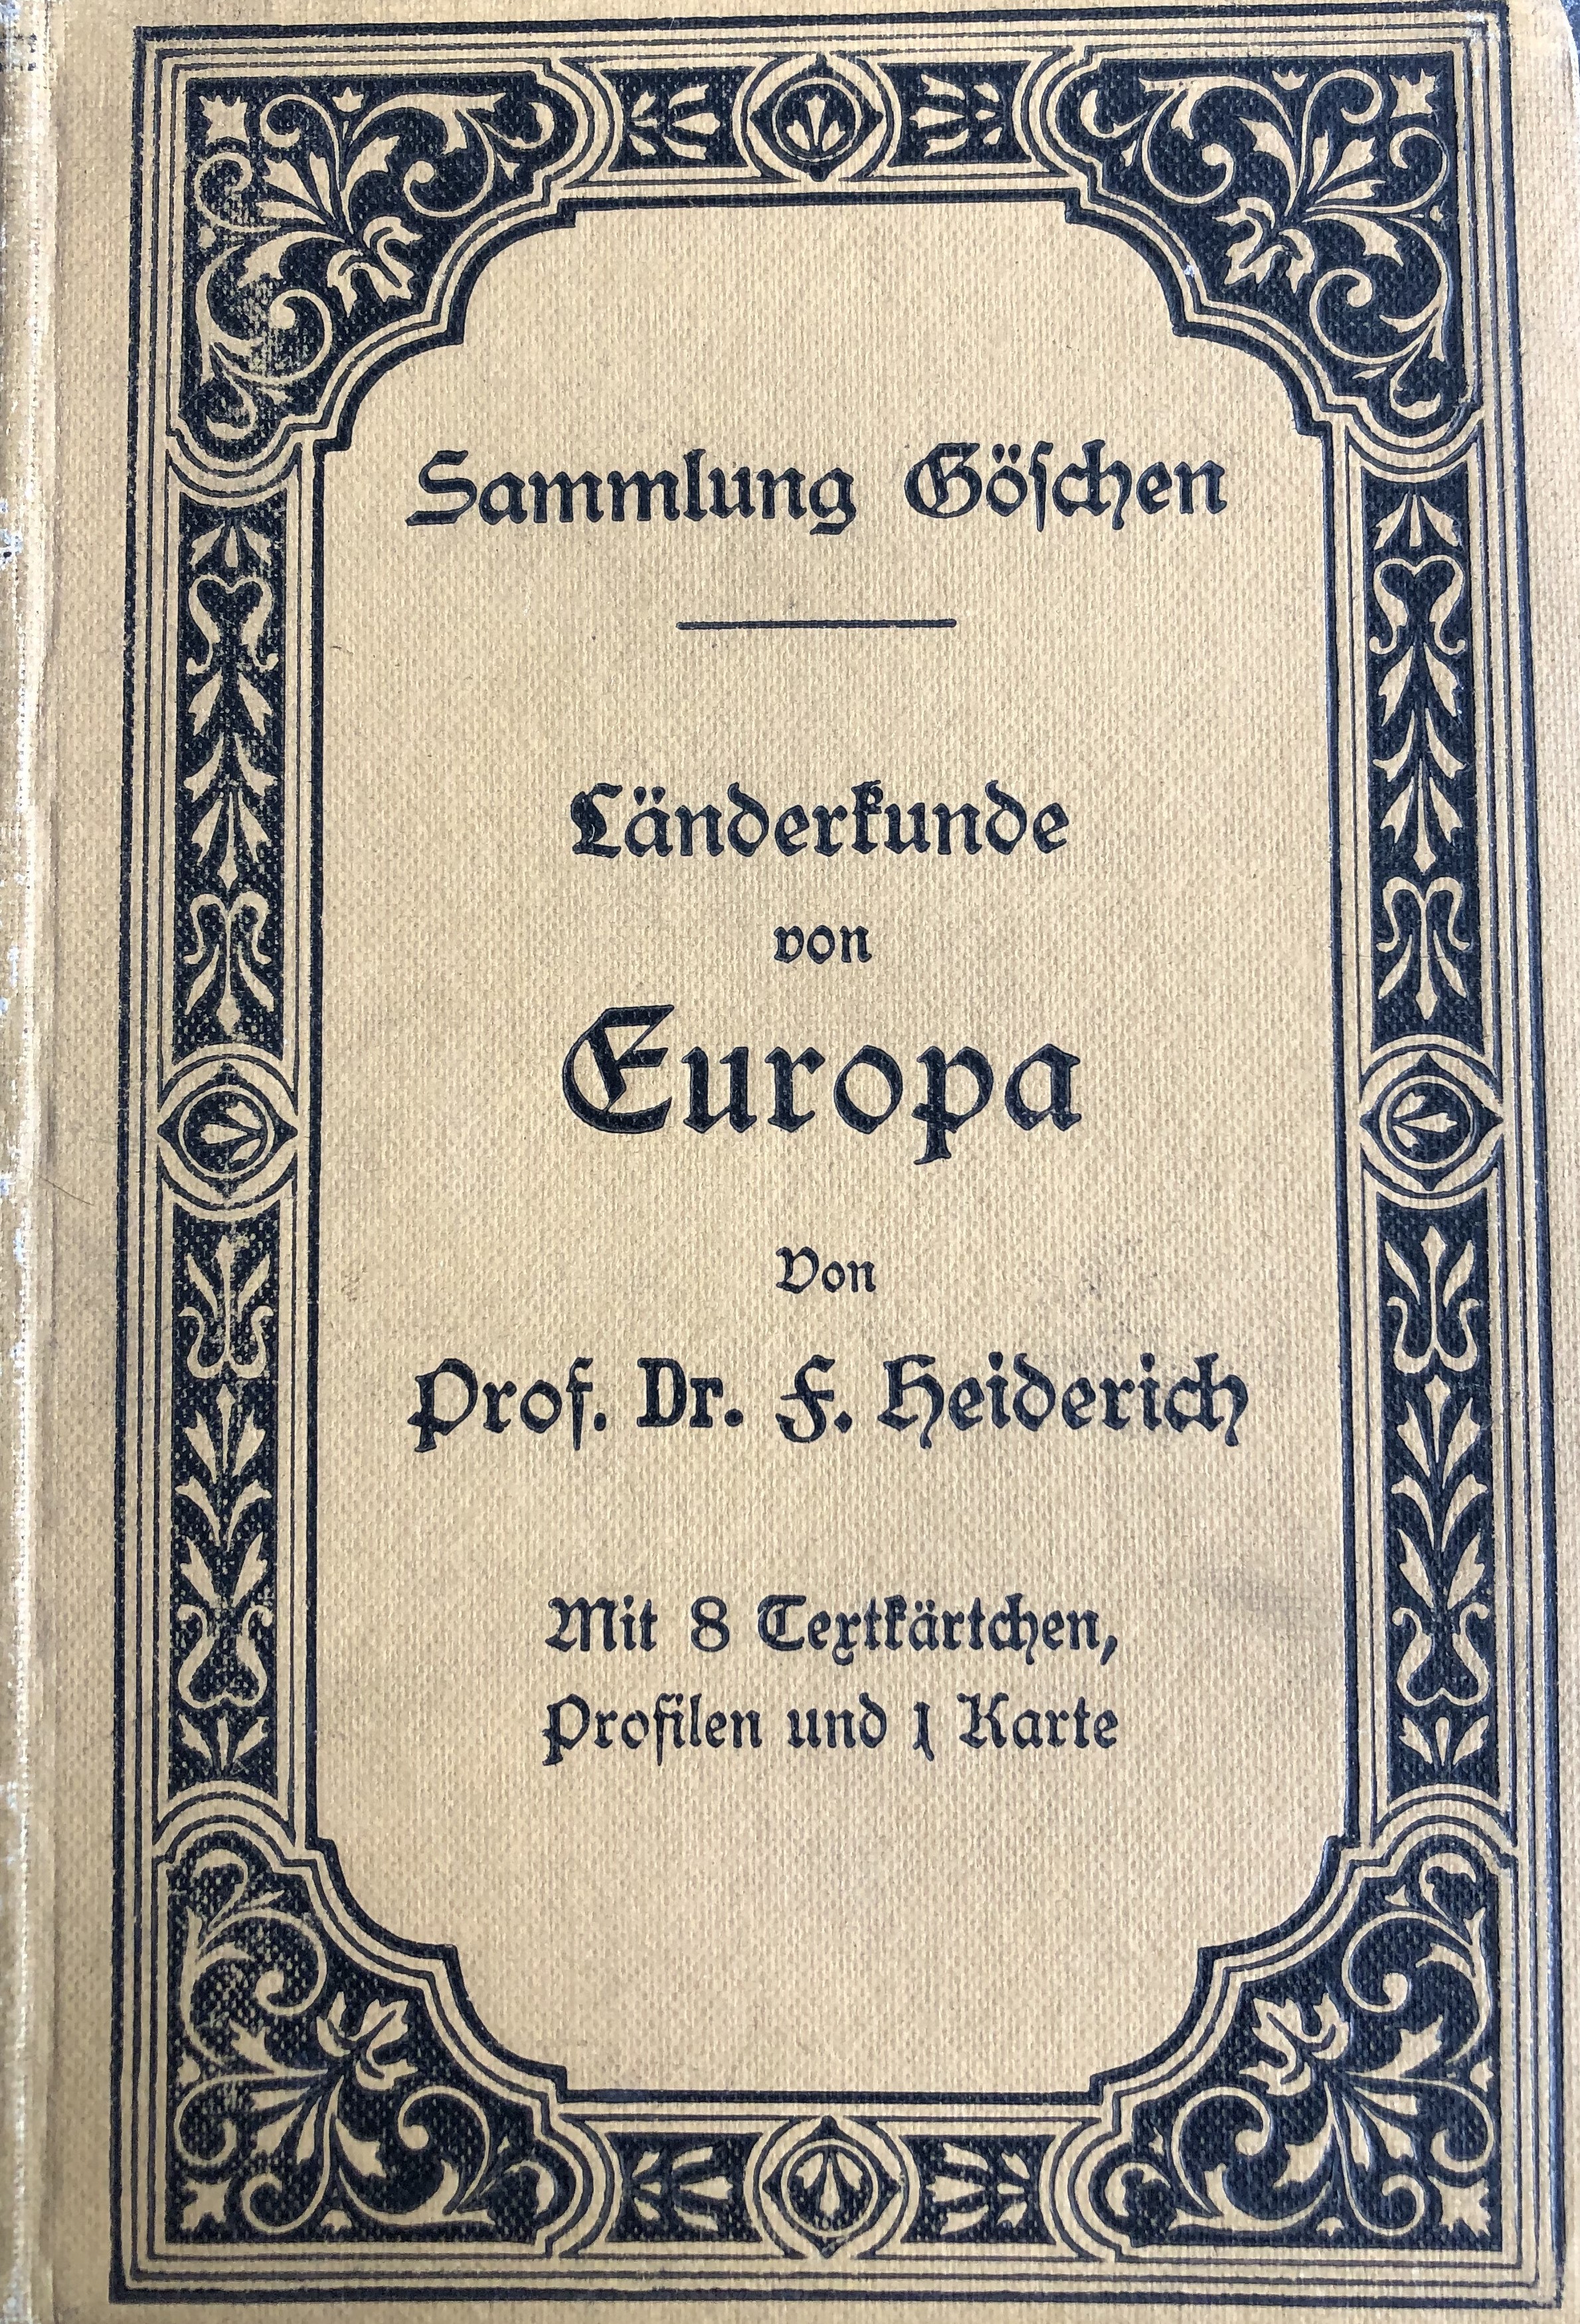 Sammlung Göſchen
Länderkunde
von
Europa
Von
Prof. Dr. F. Heiderich
Mit 8 Textkärtchen,
Profilen und 1 Karte